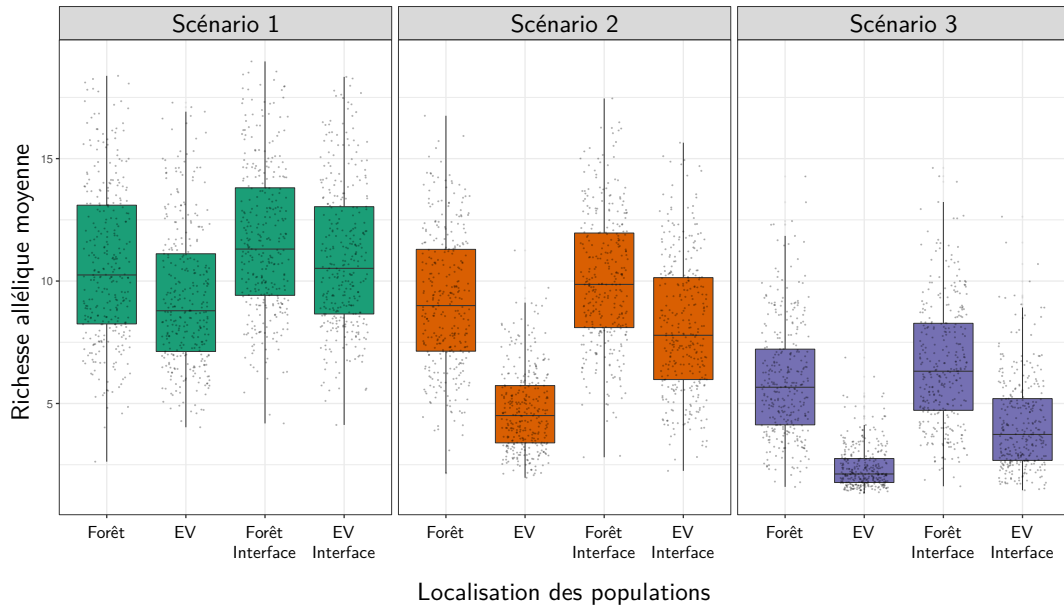 Scénario 1 Scénario 2 Scénario 3
Richesse allélique moyenne
15
10
5
Forêt EV Forêt Interface EV Interface Forêt EV Forêt Interface EV Interface Forêt EV Forêt Interface EV Interface
Localisation des populations